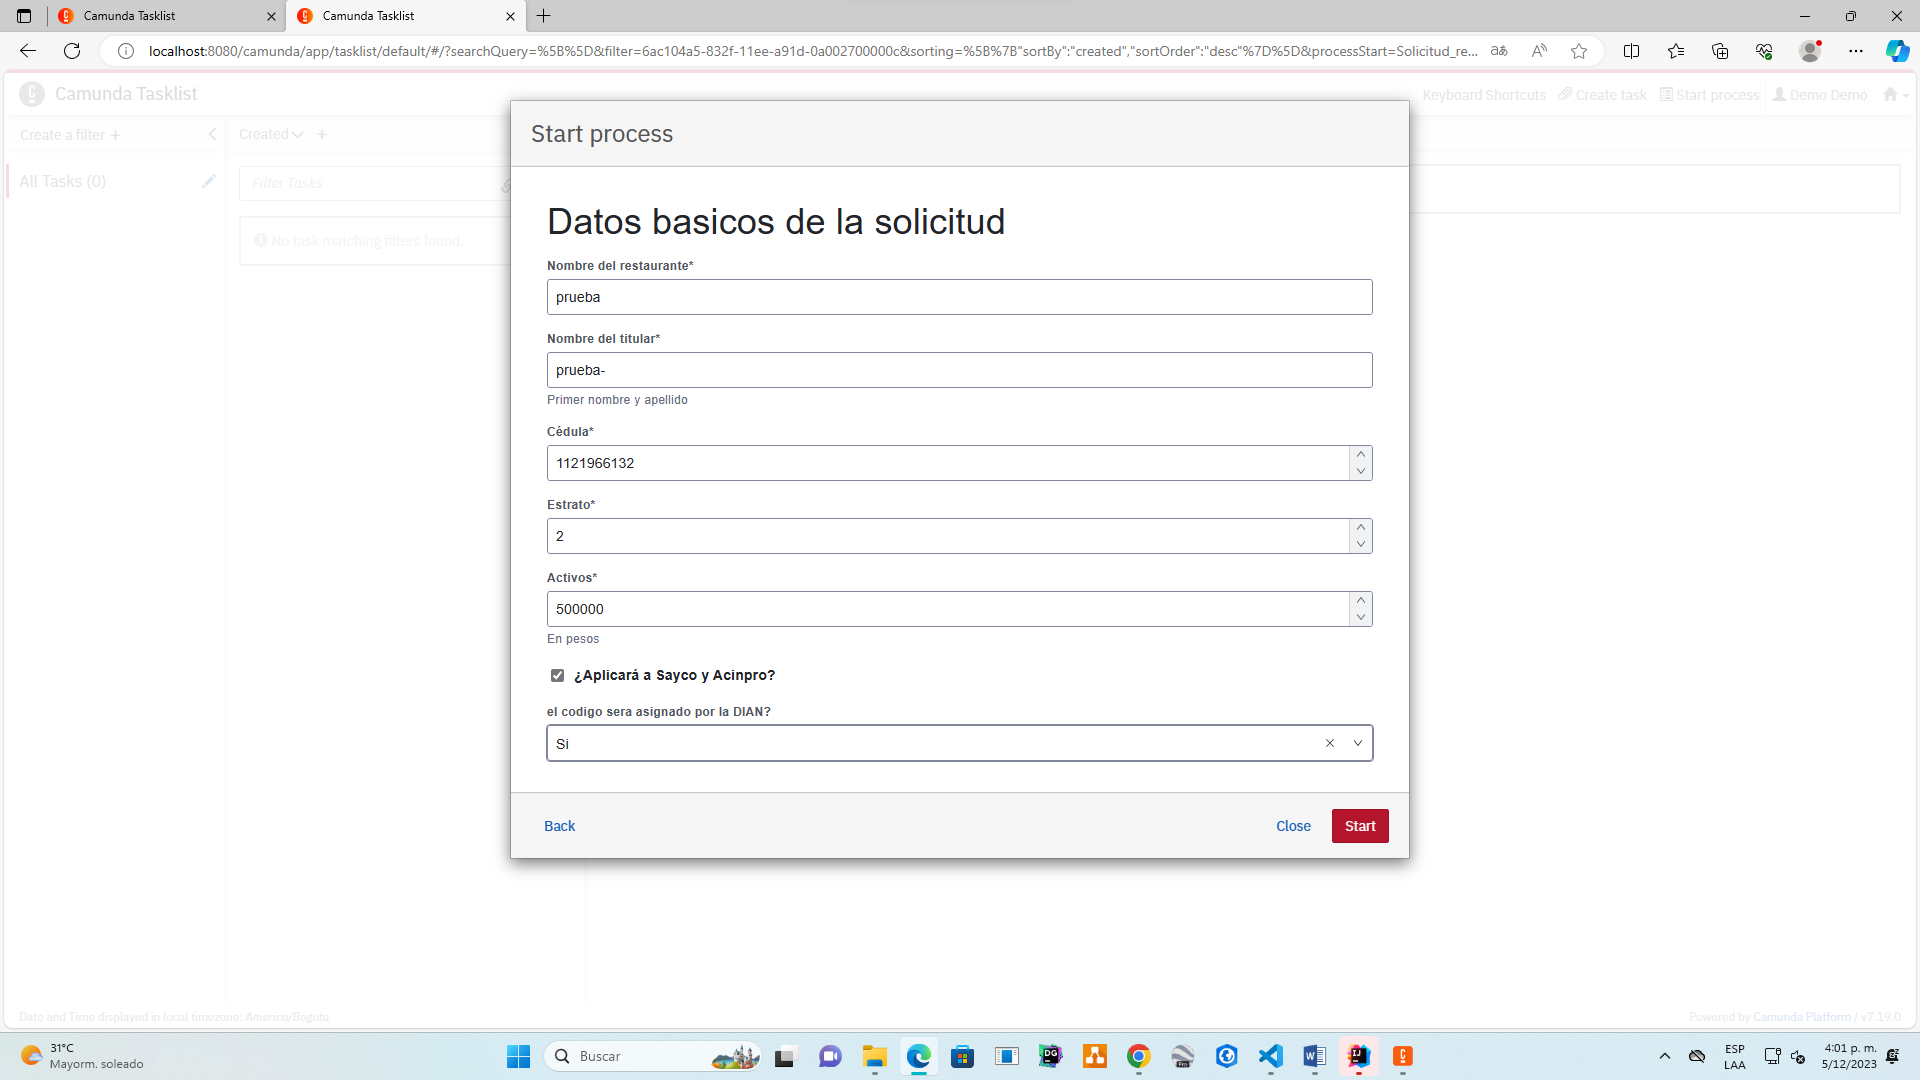 Camunda Tasklist
Camunda Tasklist
localhost:8080/camunda/app/tasklist/default/#/?searchQuery=%5B%5D&filter=6ac104a5-832f-11ee-a91d-0a002700000c&sorting=%5B%7B"sortBy":"created","sortOrder":"desc"%7D%5D&processStart=Solicitud_re...
Camunda Tasklist
Keyboard Shortcuts
Create task
Start process
Demo Demo
Create a filter +
Created
All Tasks (0)
Filter Tasks
No task matching filters found.
Start process
Datos basicos de la solicitud
Nombre del restaurante*
prueba
Nombre del titular*
prueba-
Primer nombre y apellido
Cédula*
1121966132
Estrato*
2
Activos*
500000
En pesos
¿Aplicará a Sayco y Acinpro?
el codigo sera asignado por la DIAN?
Si
Back
Close
Start
Date and Time displayed in local timezone: America/Bogota
Powered by Camunda Platform / v7.19.0
31°C
Mayorm. soleado
Buscar
ESP
LAA
4:01 p. m.
5/12/2023